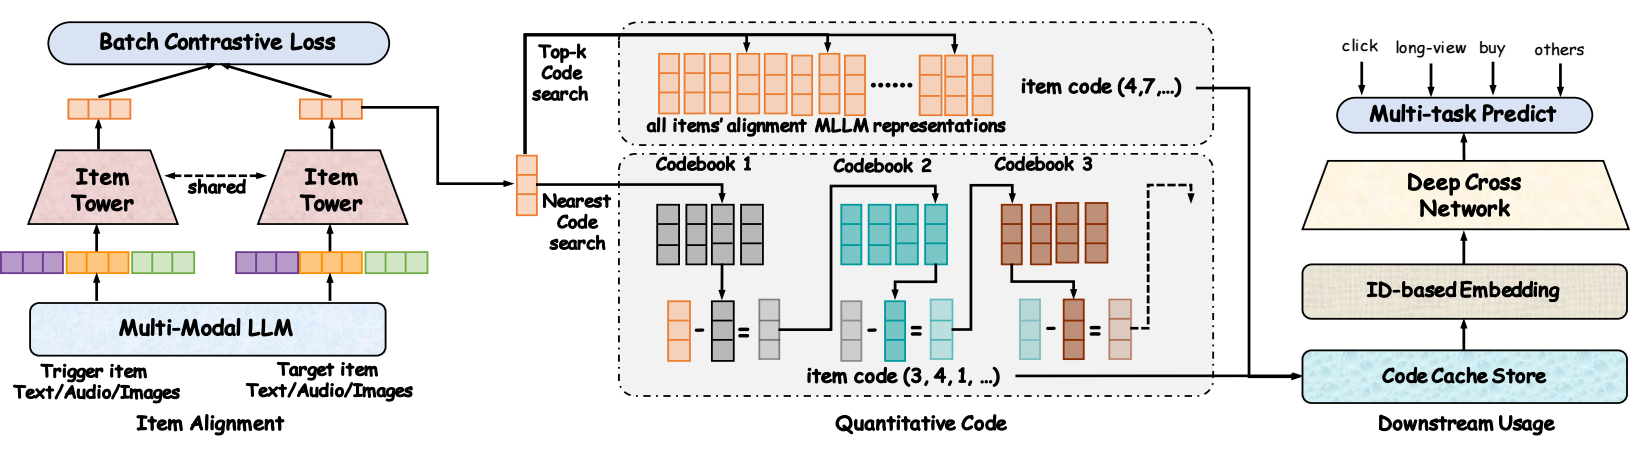 Batch Contrastive Loss
Item
Tower
shared
Item
Tower
Multi-Modal LLM
Trigger item
Text/Audio/Images
Target item
Text/Audio/Images
Item Alignment
Top-k
Code
search
all items' alignment MLLM representations
item code (4,7,...)
Nearest
Code
search
Codebook 1
Codebook 2
Codebook 3
- =
- =
- =
item code (3, 4, 1, ...)
Quantitative Code
click
long-view
buy
others
Multi-task Predict
Deep Cross
Network
ID-based Embedding
Code Cache Store
Downstream Usage